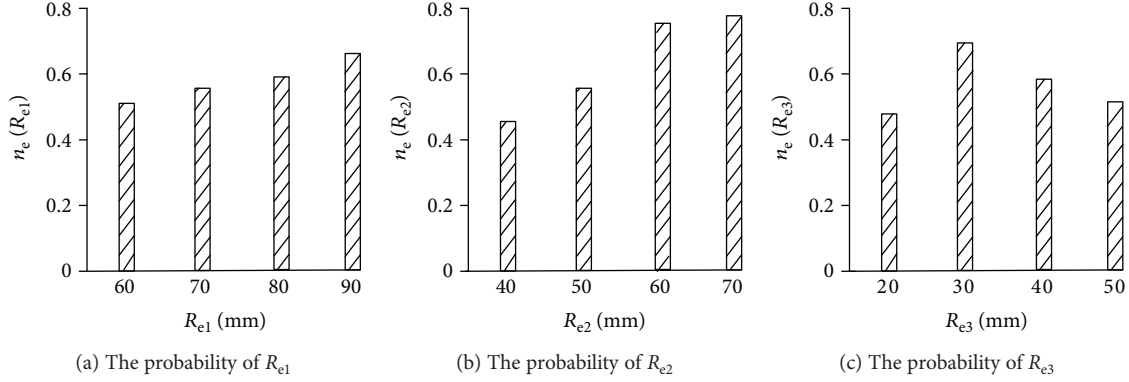 0.8
0.6
0.4
0.2
0
n_e (R_e1)
60 70 80 90
R_e1 (mm)
(a) The probability of R_e1
0.8
0.6
0.4
0.2
0
n_e (R_e2)
40 50 60 70
R_e2 (mm)
(b) The probability of R_e2
0.8
0.6
0.4
0.2
0
n_e (R_e3)
20 30 40 50
R_e3 (mm)
(c) The probability of R_e3